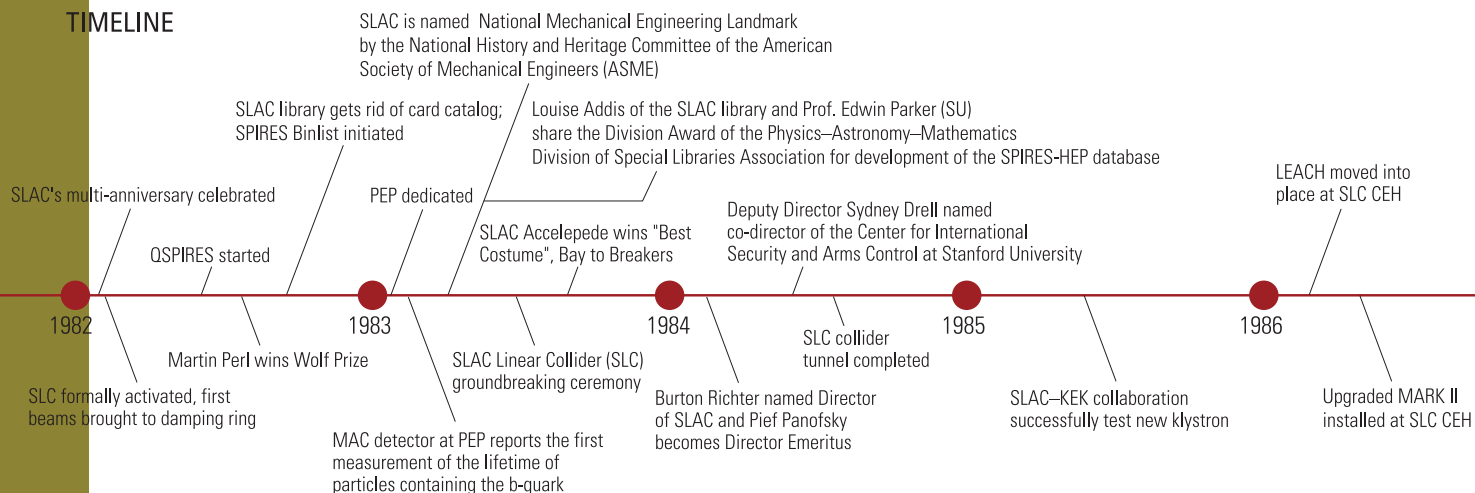 TIMELINE
SLAC is named National Mechanical Engineering Landmark
by the National History and Heritage Committee of the American
Society of Mechanical Engineers (ASME)
SLAC library gets rid of card catalog;
SPIRES Binlist initiated
Louise Addis of the SLAC library and Prof. Edwin Parker (SU)
share the Division Award of the Physics–Astronomy–Mathematics
Division of Special Libraries Association for development of the SPIRES-HEP database
LEACH moved into
place at SLC CEH
SLAC's multi-anniversary celebrated
PEP dedicated
Deputy Director Sydney Drell named
co-director of the Center for International
Security and Arms Control at Stanford University
SLAC Accelepede wins "Best
Costume", Bay to Breakers
QSPIRES started
1982
1983
1984
1985
1986
Martin Perl wins Wolf Prize
SLAC Linear Collider (SLC)
groundbreaking ceremony
SLC collider
tunnel completed
SLC formally activated, first
beams brought to damping ring
Burton Richter named Director
of SLAC and Pief Panofsky
becomes Director Emeritus
SLAC–KEK collaboration
successfully test new klystron
Upgraded MARK II
installed at SLC CEH
MAC detector at PEP reports the first
measurement of the lifetime of
particles containing the b-quark